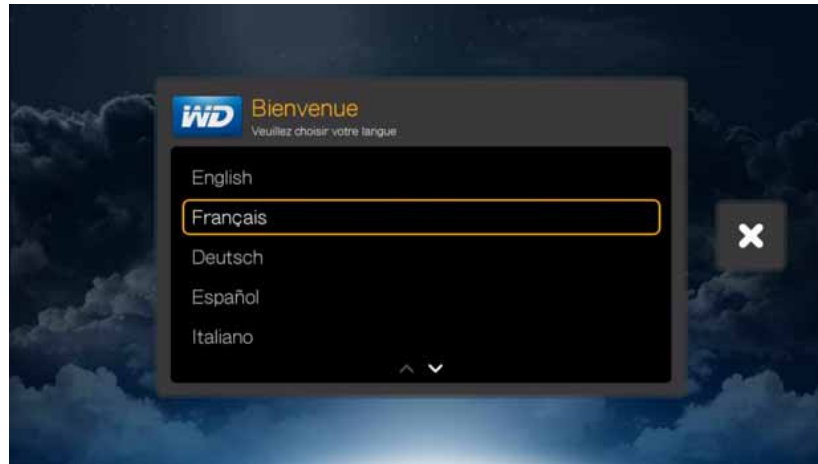 WD
Bienvenue
Veuillez choisir votre langue
English
Français
Deutsch
Español
Italiano